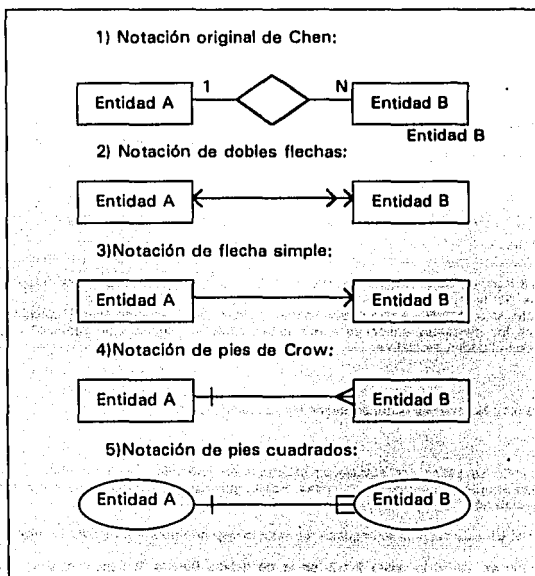 1) Notación original de Chen:
Entidad A 1 N Entidad B
Entidad B
2) Notación de dobles flechas:
Entidad A Entidad B
3)Notación de flecha simple:
Entidad A Entidad B
4)Notación de pies de Crow:
Entidad A Entidad B
5)Notación de pies cuadrados:
Entidad A Entidad B